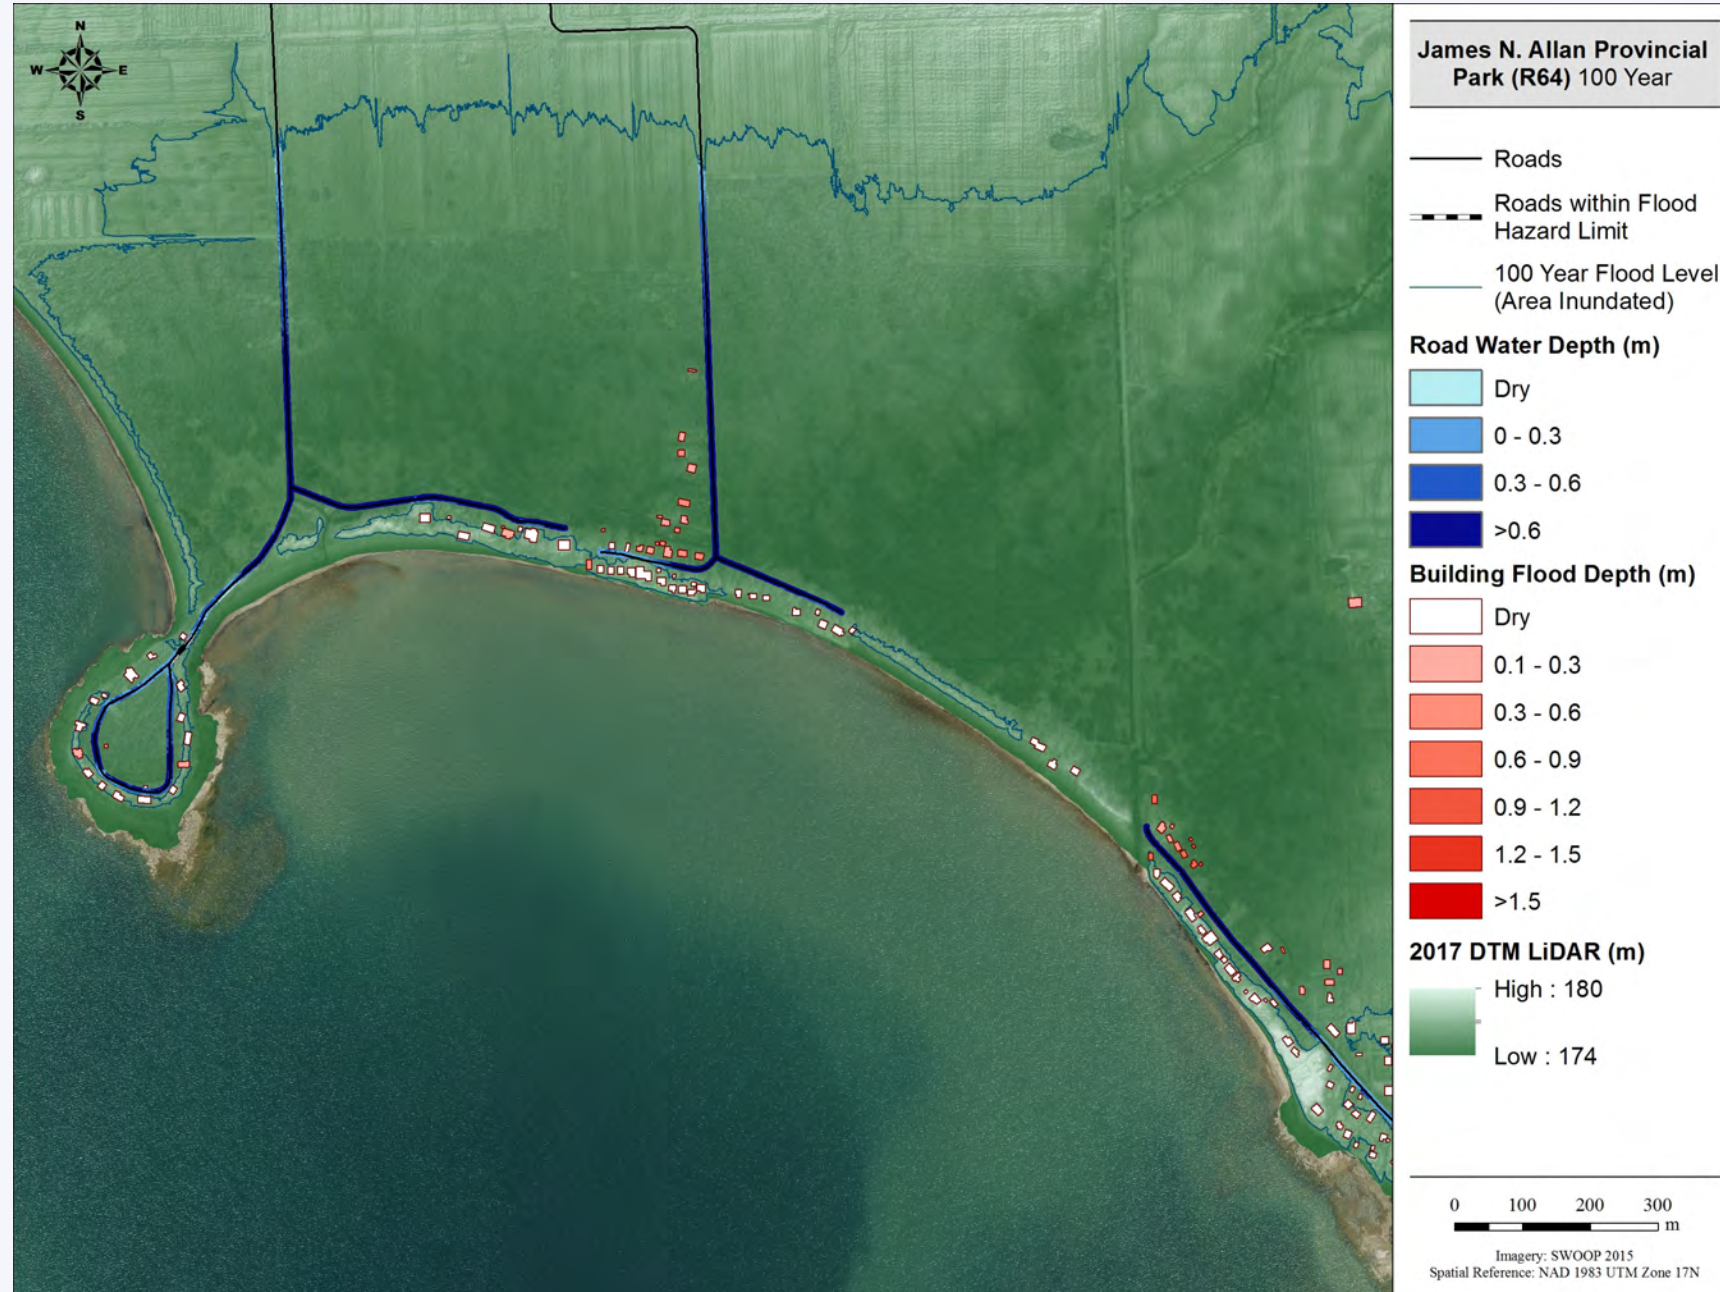 N
W E
S
James N. Allan Provincial
Park (R64) 100 Year
Roads
Roads within Flood
Hazard Limit
100 Year Flood Level
(Area Inundated)
Road Water Depth (m)
Dry
0 - 0.3
0.3 - 0.6
>0.6
Building Flood Depth (m)
Dry
0.1 - 0.3
0.3 - 0.6
0.6 - 0.9
0.9 - 1.2
1.2 - 1.5
>1.5
2017 DTM LiDAR (m)
High : 180
Low : 174
0 100 200 300
m
Imagery: SWOOP 2015
Spatial Reference: NAD 1983 UTM Zone 17N